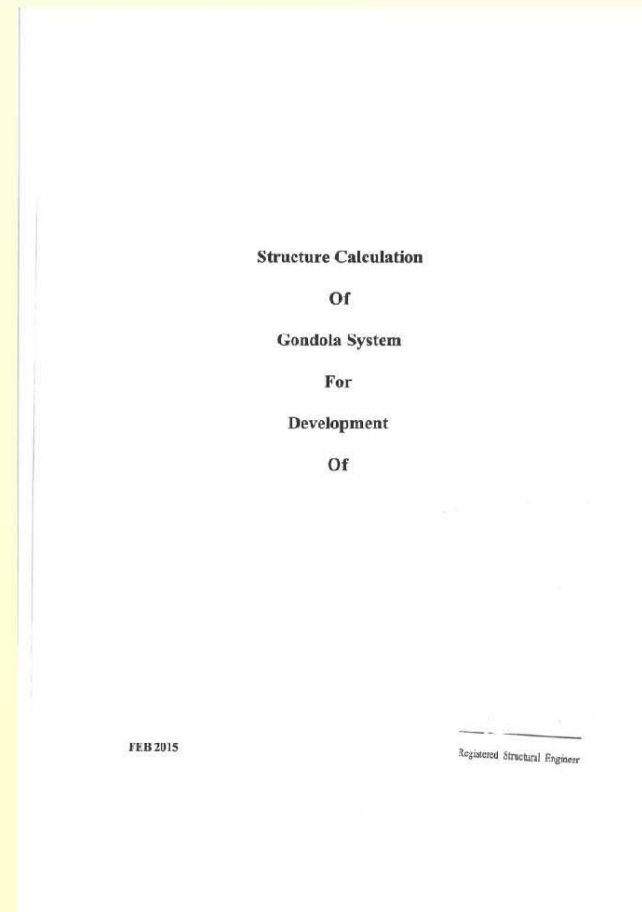 Structure Calculation
Of
Gondola System
For
Development
Of
FEB 2015
Registered Structural Engineer